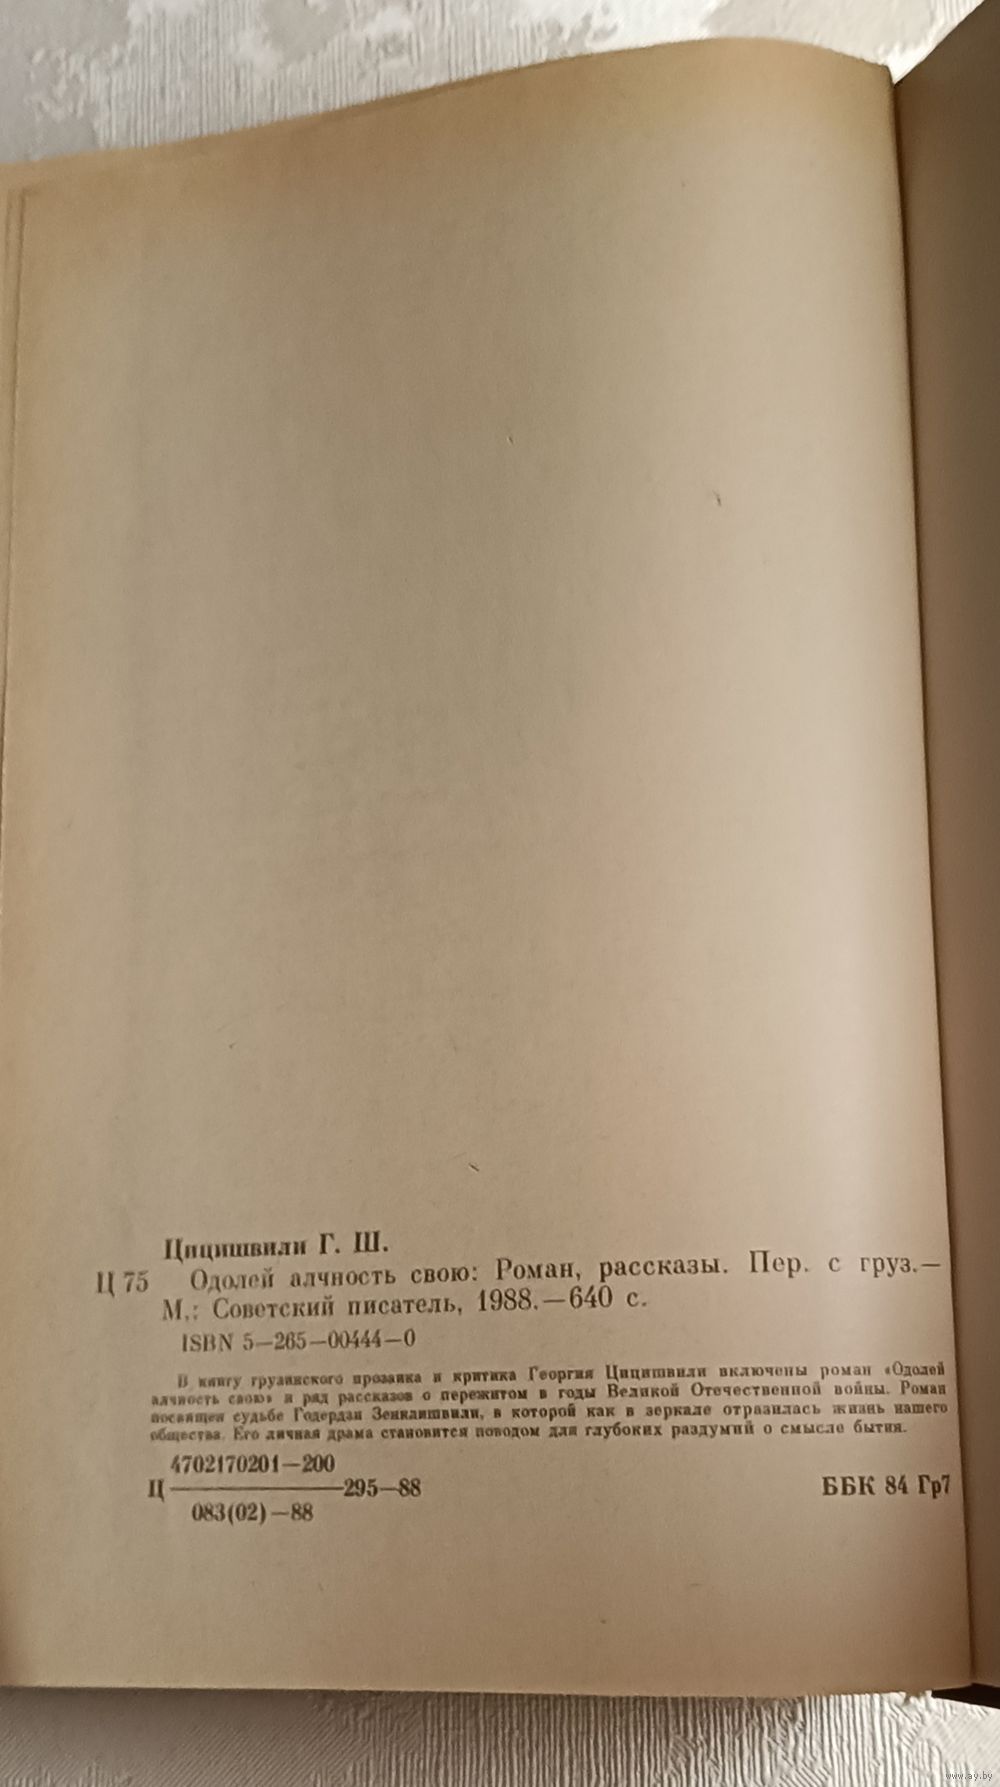 Цицишвили Г. Ш.
Ц 75 Одолей алчность свою: Роман, рассказы. Пер. с груз.—
М.: Советский писатель, 1988.—640 с.
ISBN 5—265—00444—0
В книгу грузинского прозаика и критика Георгия Цицишвили включены роман «Одолей
алчность свою» и ряд рассказов о пережитом в годы Великой Отечественной войны. Роман
посвящен судьбе Годердзи Зенклишвили, в которой как в зеркале отразилась жизнь нашего
общества. Его личная драма становится поводом для глубоких раздумий о смысле бытия.
4702170201—200
Ц ————— 295—88
083(02)—88
ББК 84 Гр7
www.ay.by